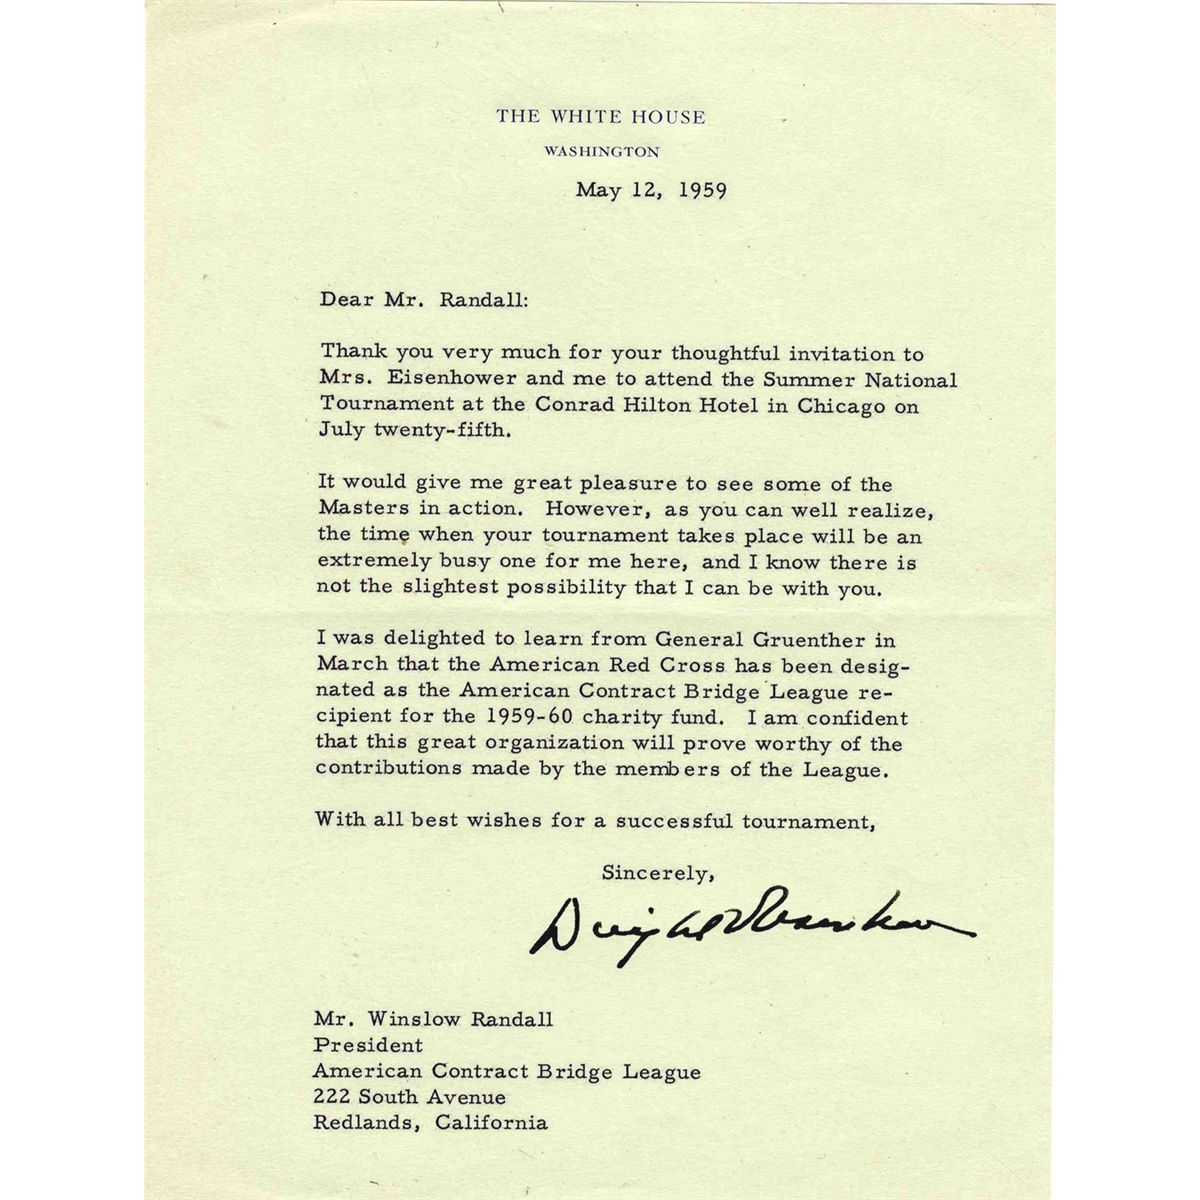 THE WHITE HOUSE
WASHINGTON
May 12, 1959
Dear Mr. Randall:
Thank you very much for your thoughtful invitation to
Mrs. Eisenhower and me to attend the Summer National
Tournament at the Conrad Hilton Hotel in Chicago on
July twenty-fifth.
It would give me great pleasure to see some of the
Masters in action. However, as you can well realize,
the time when your tournament takes place will be an
extremely busy one for me here, and I know there is
not the slightest possibility that I can be with you.
I was delighted to learn from General Gruenther in
March that the American Red Cross has been desig-
nated as the American Contract Bridge League re-
cipient for the 1959-60 charity fund. I am confident
that this great organization will prove worthy of the
contributions made by the members of the League.
With all best wishes for a successful tournament,
Sincerely,
Dwight D Eisenhower
Mr. Winslow Randall
President
American Contract Bridge League
222 South Avenue
Redlands, California